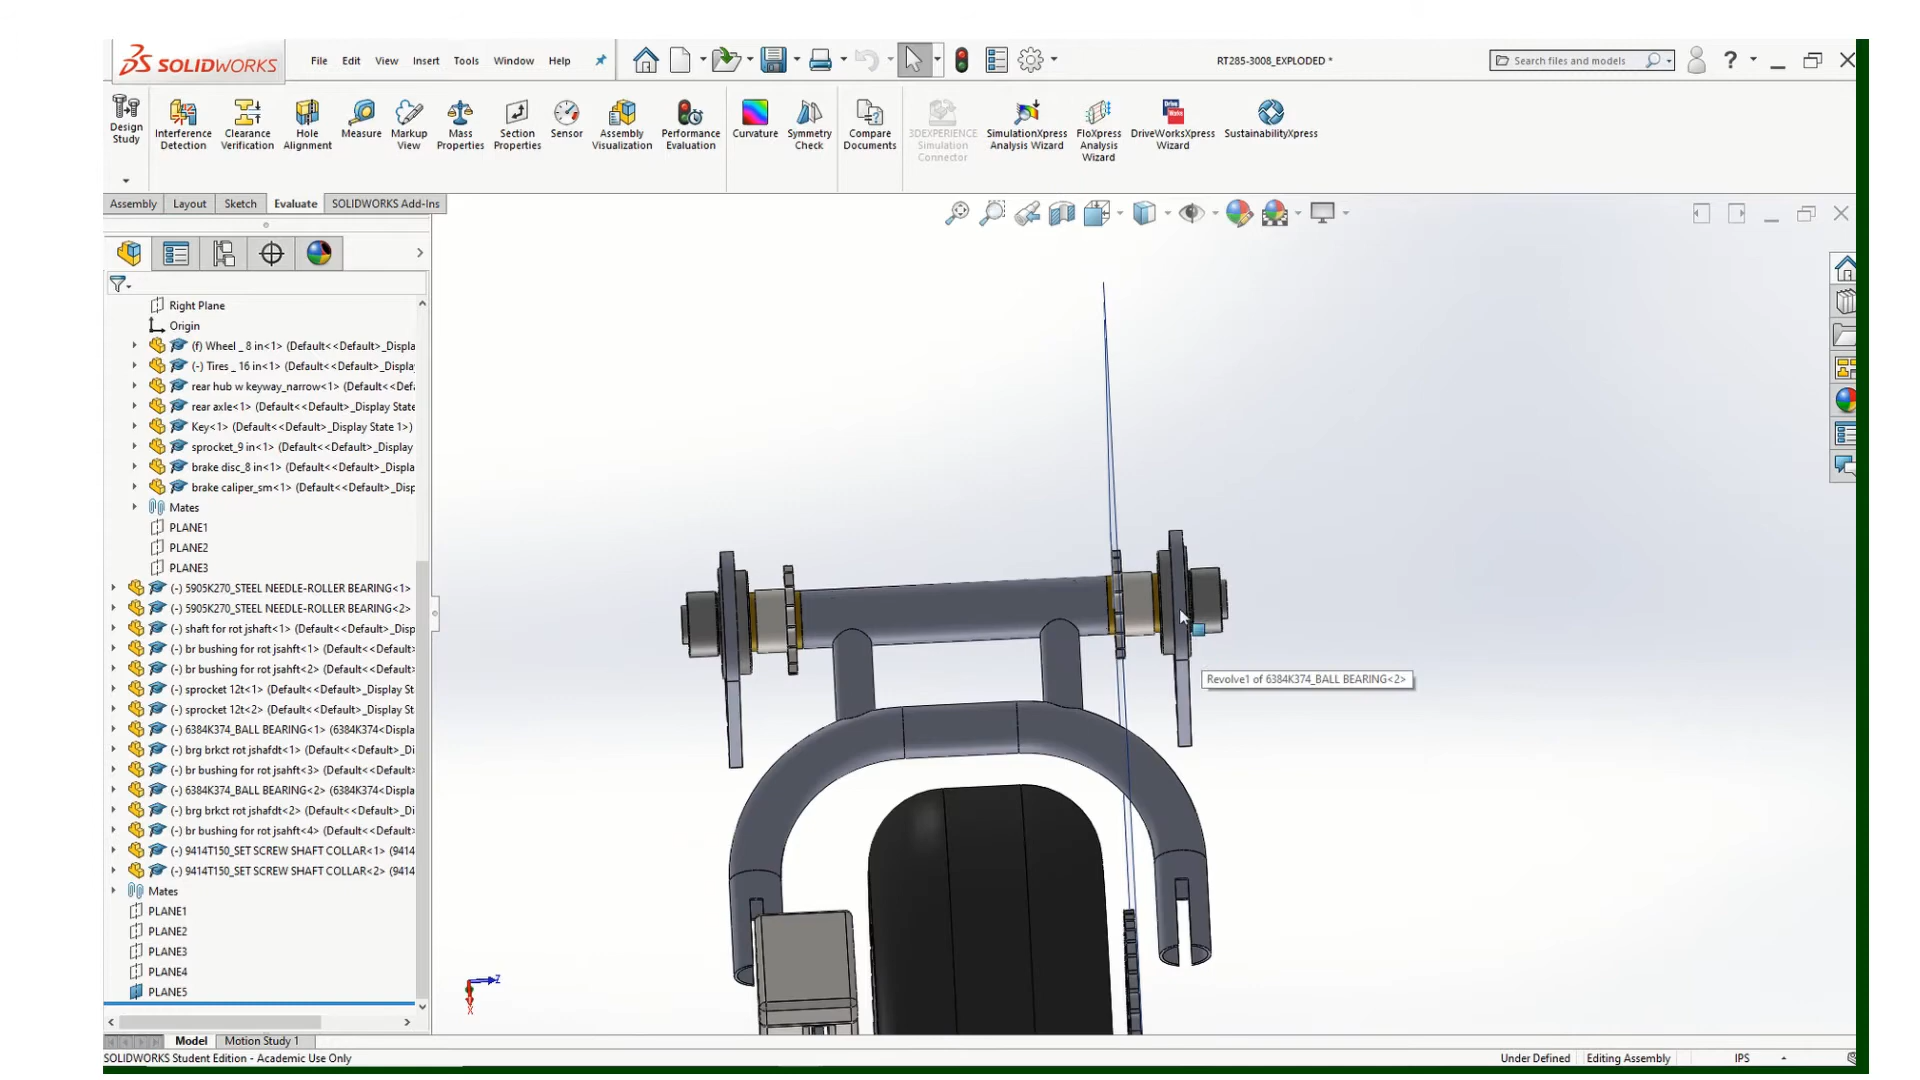 SOLIDWORKS File Edit View Insert Tools Window Help RT285-3008_EXPLODED * Search files and models ?
Design Study
Interference Detection
Clearance Verification
Hole Alignment
Measure
Markup View
Mass Properties
Section Properties
Sensor
Assembly Visualization
Performance Evaluation
Curvature
Symmetry Check
Compare Documents
3DEXPERIENCE Simulation Connector
SimulationXpress Analysis Wizard
FloXpress Analysis Wizard
DriveWorksXpress Wizard
SustainabilityXpress
Assembly Layout Sketch Evaluate SOLIDWORKS Add-Ins
Right Plane
Origin
(f) Wheel _ 8 in<1> (Default<<Default>_Displa
(-) Tires _ 16 in<1> (Default<<Default>_Display
rear hub w keyway_narrow<1> (Default<<Def
rear axle<1> (Default<<Default>_Display State
Key<1> (Default<<Default>_Display State 1>)
sprocket_9 in<1> (Default<<Default>_Display
brake disc_8 in<1> (Default<<Default>_Displa
brake caliper_sm<1> (Default<<Default>_Disp
Mates
PLANE1
PLANE2
PLANE3
(-) 5905K270_STEEL NEEDLE-ROLLER BEARING<1>
(-) 5905K270_STEEL NEEDLE-ROLLER BEARING<2>
(-) shaft for rot jshaft<1> (Default<<Default>_Disp
(-) br bushing for rot jsahft<1> (Default<<Default>
(-) br bushing for rot jsahft<2> (Default<<Default>
(-) sprocket 12t<1> (Default<<Default>_Display St
(-) sprocket 12t<2> (Default<<Default>_Display St
(-) 6384K374_BALL BEARING<1> (6384K374<Displa
(-) brg brkct rot jshafdt<1> (Default<<Default>_Di
(-) br bushing for rot jsahft<3> (Default<<Default>
(-) 6384K374_BALL BEARING<2> (6384K374<Displa
(-) brg brkct rot jshafdt<2> (Default<<Default>_Di
(-) br bushing for rot jsahft<4> (Default<<Default>
(-) 9414T150_SET SCREW SHAFT COLLAR<1> (9414
(-) 9414T150_SET SCREW SHAFT COLLAR<2> (9414
Mates
PLANE1
PLANE2
PLANE3
PLANE4
PLANE5
Revolve1 of 6384K374_BALL BEARING<2>
Z
X
Model Motion Study 1
SOLIDWORKS Student Edition - Academic Use Only Under Defined Editing Assembly IPS